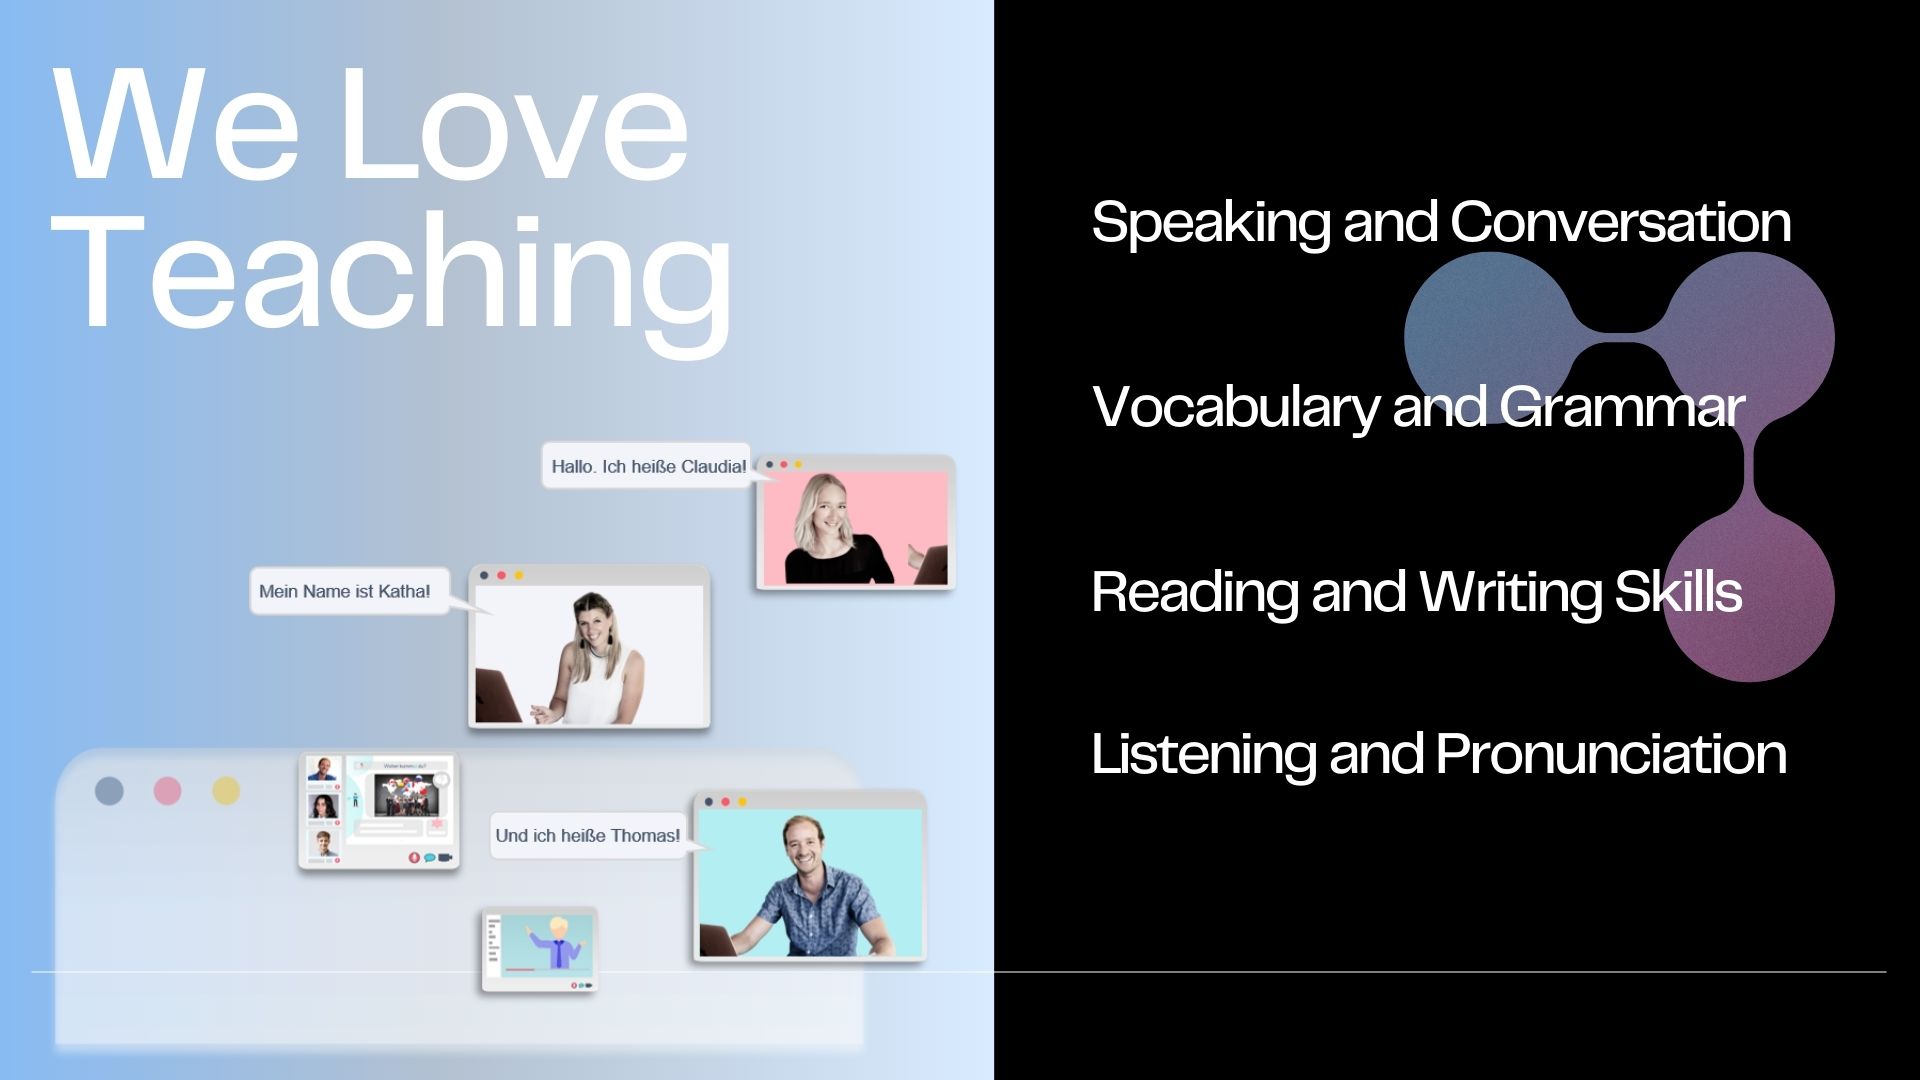 We Love
Teaching
Speaking and Conversation
Vocabulary and Grammar
Reading and Writing Skills
Listening and Pronunciation
Hallo. Ich heiße Claudia!
Mein Name ist Katha!
Und ich heiße Thomas!